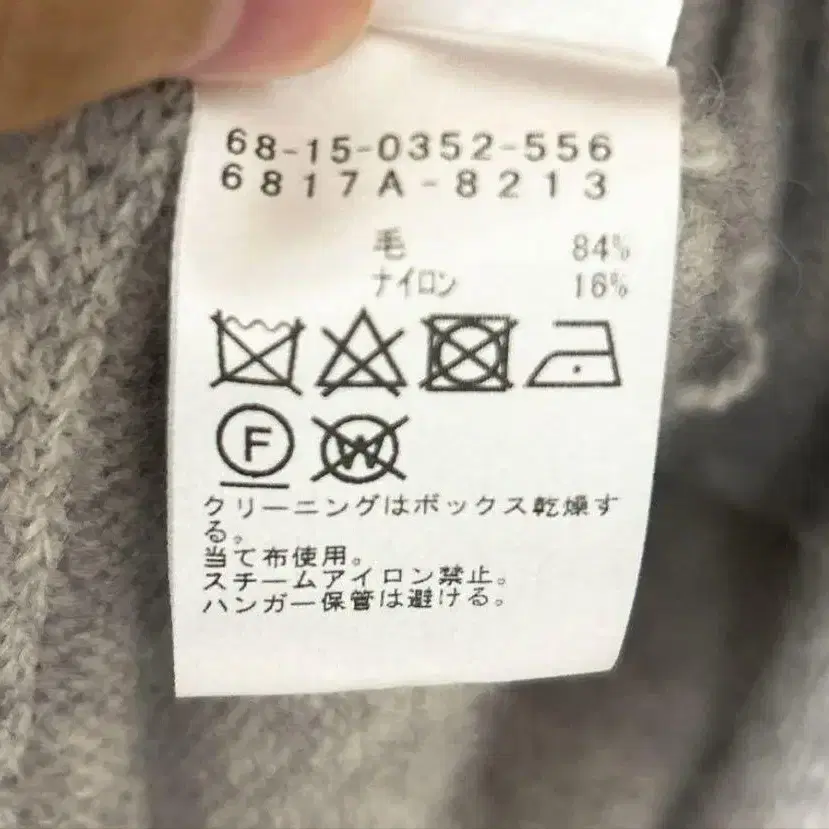 68-15-0352-556
6817A-8213
毛 84%
ナイロン 16%
F W
クリーニングはボックス乾燥す
る。
当て布使用。
スチームアイロン禁止。
ハンガー保管は避ける。